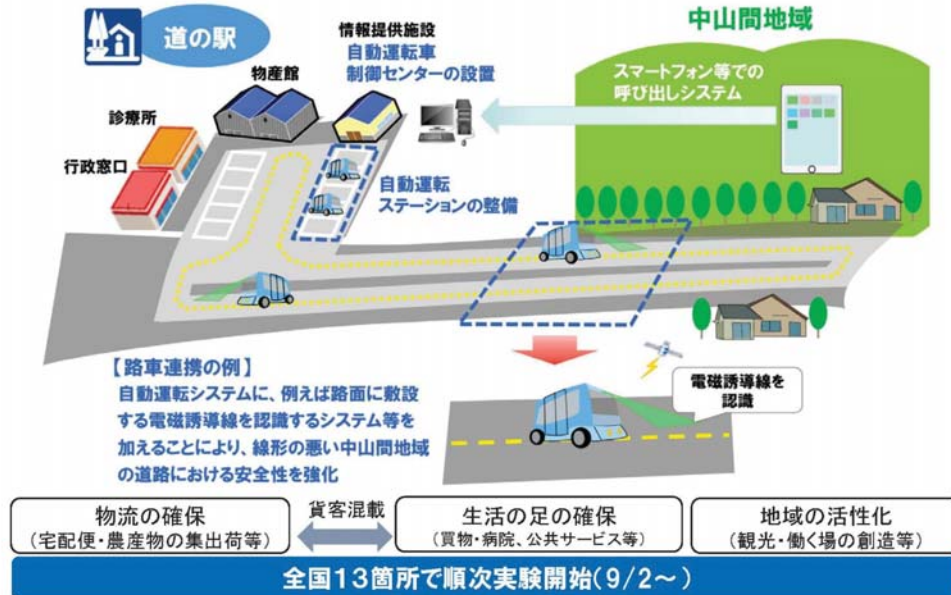 道の駅
情報提供施設
自動運転車
制御センターの設置
物産館
診療所
行政窓口
自動運転
ステーションの整備
中山間地域
スマートフォン等での
呼び出しシステム
【路車連携の例】
自動運転システムに、例えば路面に敷設
する電磁誘導線を認識するシステム等を
加えることにより、線形の悪い中山間地域
の道路における安全性を強化
電磁誘導線を
認識
物流の確保
(宅配便・農産物の集出荷等)
貨客混載
生活の足の確保
(買物・病院、公共サービス等)
地域の活性化
(観光・働く場の創造等)
全国13箇所で順次実験開始(9/2～)